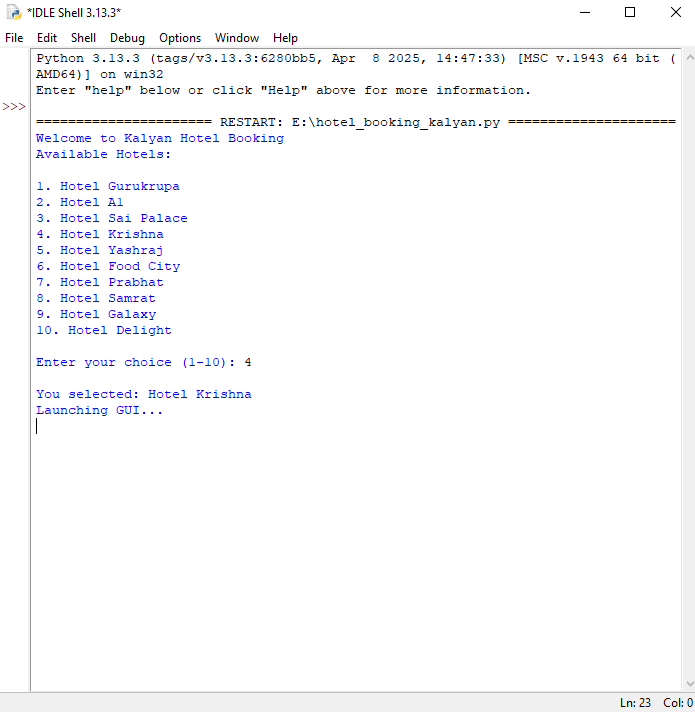 *IDLE Shell 3.13.3*
File Edit Shell Debug Options Window Help
Python 3.13.3 (tags/v3.13.3:6280bb5, Apr  8 2025, 14:47:33) [MSC v.1943 64 bit (
AMD64)] on win32
Enter "help" below or click "Help" above for more information.
>>>
====================== RESTART: E:\hotel_booking_kalyan.py =====================
Welcome to Kalyan Hotel Booking
Available Hotels:
1. Hotel Gurukrupa
2. Hotel A1
3. Hotel Sai Palace
4. Hotel Krishna
5. Hotel Yashraj
6. Hotel Food City
7. Hotel Prabhat
8. Hotel Samrat
9. Hotel Galaxy
10. Hotel Delight
Enter your choice (1-10): 4
You selected: Hotel Krishna
Launching GUI...
Ln: 23 Col: 0